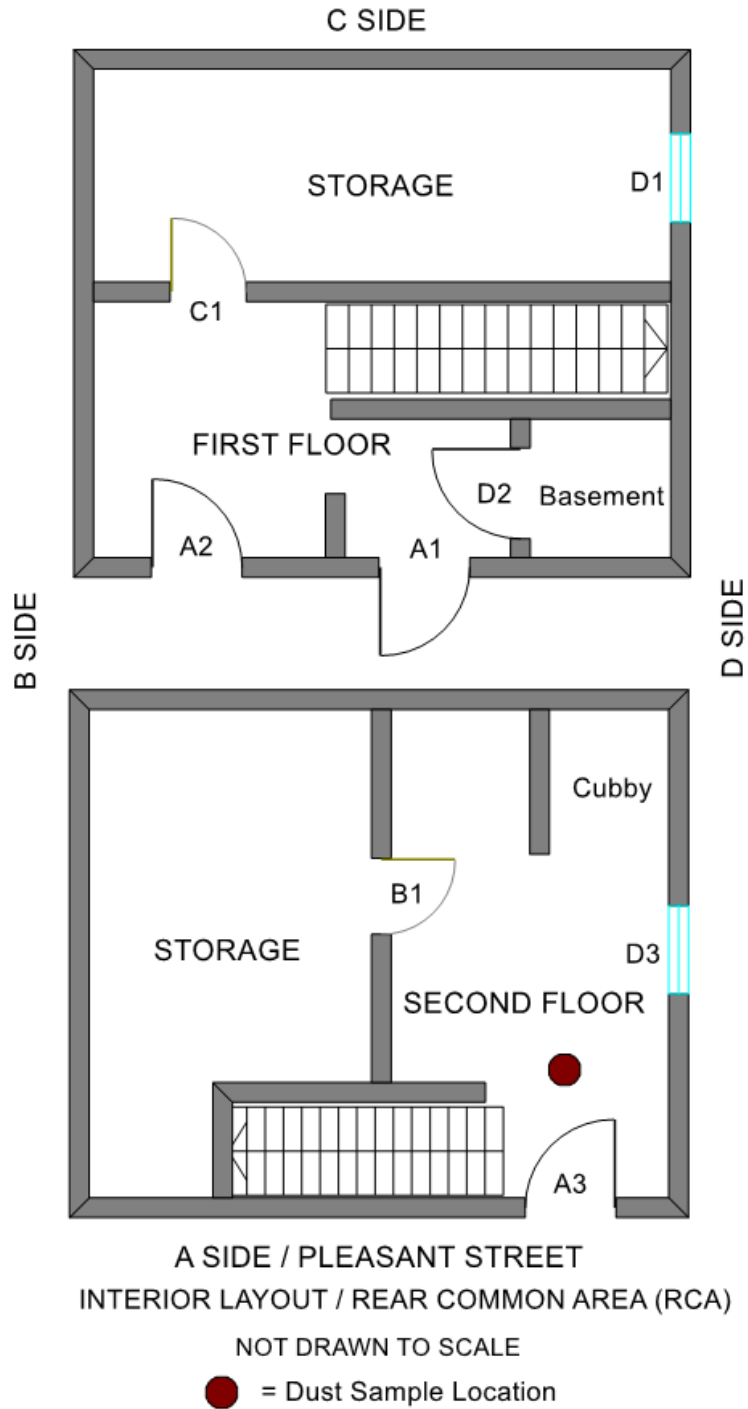 C SIDE
STORAGE
D1
C1
FIRST FLOOR
D2
Basement
A2
A1
B SIDE
D SIDE
Cubby
B1
STORAGE
D3
SECOND FLOOR
A3
A SIDE / PLEASANT STREET
INTERIOR LAYOUT / REAR COMMON AREA (RCA)
NOT DRAWN TO SCALE
= Dust Sample Location